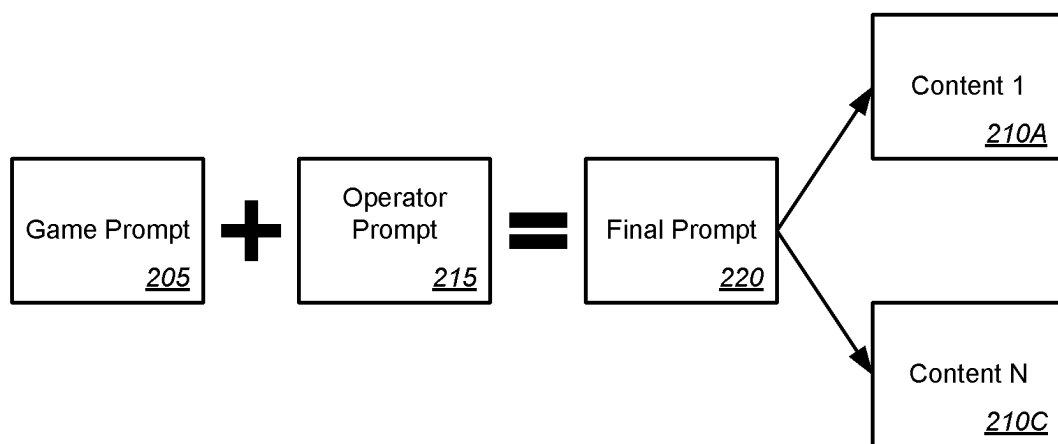 Content 1
210A
Game Prompt
205
+
Operator
Prompt
215
=
Final Prompt
220
Content N
210C